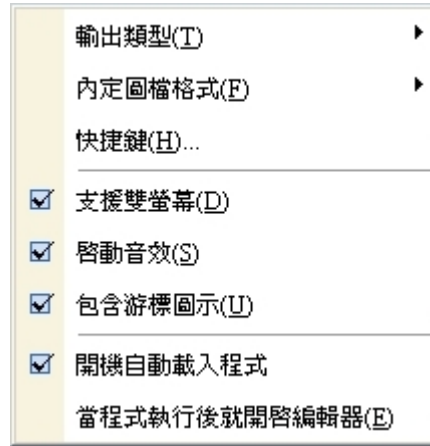 輸出類型(T)
內定圖檔格式(F)
快捷鍵(H)...
支援雙螢幕(D)
啓動音效(S)
包含游標圖示(U)
開機自動載入程式
當程式執行後就開啓編輯器(E)